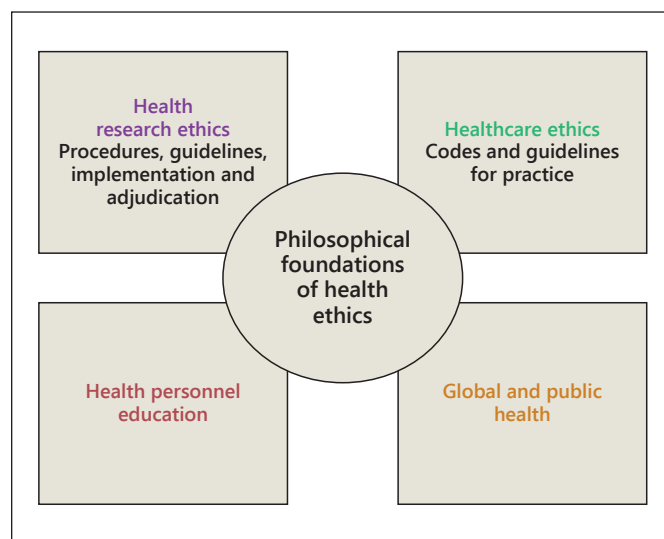 Health
research ethics
Procedures, guidelines,
implementation and
adjudication
Healthcare ethics
Codes and guidelines
for practice
Philosophical
foundations
of health
ethics
Health personnel
education
Global and public
health